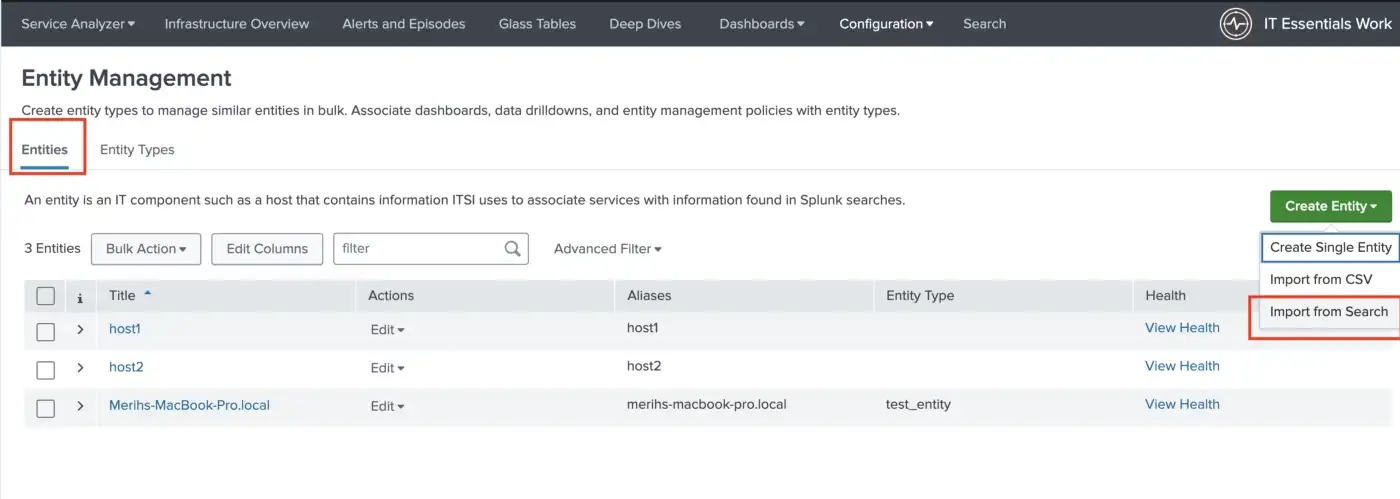 Service Analyzer Infrastructure Overview Alerts and Episodes Glass Tables Deep Dives Dashboards Configuration Search IT Essentials Work
Entity Management
Create entity types to manage similar entities in bulk. Associate dashboards, data drilldowns, and entity management policies with entity types.
Entities Entity Types
An entity is an IT component such as a host that contains information ITSI uses to associate services with information found in Splunk searches.
Create Entity
3 Entities Bulk Action Edit Columns filter Advanced Filter
Create Single Entity
Import from CSV
Import from Search
i Title Actions Aliases Entity Type Health
host1 Edit host1 View Health
host2 Edit host2 View Health
Merihs-MacBook-Pro.local Edit merihs-macbook-pro.local test_entity View Health